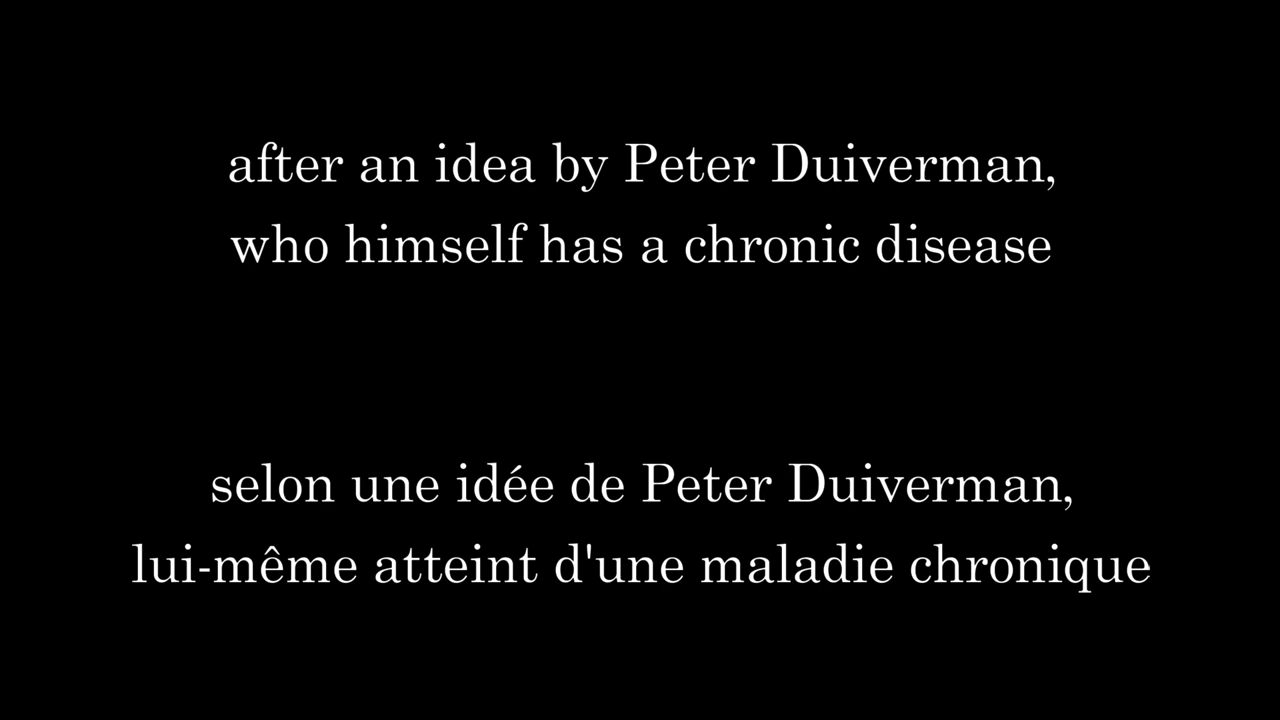 after an idea by Peter Duiverman,
who himself has a chronic disease
selon une idée de Peter Duiverman,
lui-même atteint d'une maladie chronique